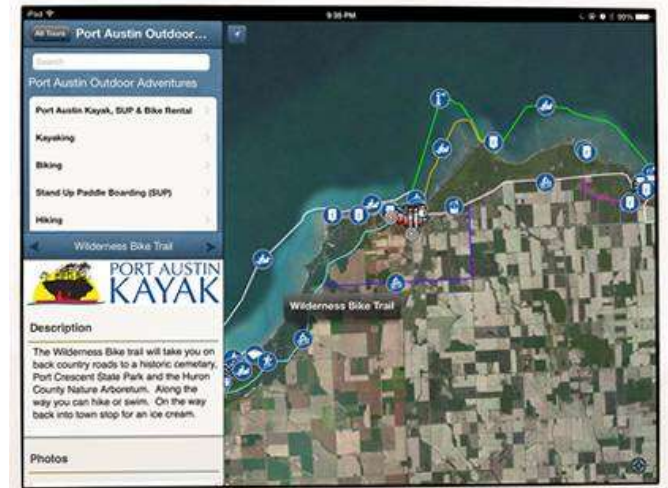 iPad
9:35 PM
99%
All Tours
Port Austin Outdoor...
Search
Port Austin Outdoor Adventures
Port Austin Kayak, SUP & Bike Rental
Kayaking
Biking
Stand Up Paddle Boarding (SUP)
Hiking
Wilderness Bike Trail
PORT AUSTIN
KAYAK
Description
The Wilderness Bike trail will take you on
back country roads to a historic cemetary,
Port Crescent State Park and the Huron
County Nature Arboretum. Along the
way you can hike or swim. On the way
back into town stop for an ice cream.
Photos
Wilderness Bike Trail